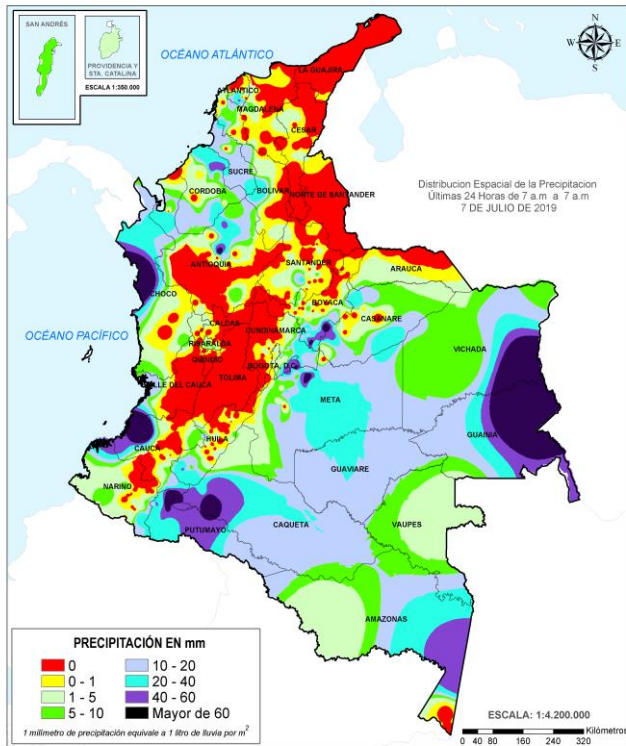 SAN ANDRÉS
PROVIDENCIA Y
STA. CATALINA
ESCALA 1:350.000
OCÉANO ATLÁNTICO
N
W
E
S
LA GUAJIRA
ATLANTICO
MAGDALENA
CESAR
SUCRE
CORDOBA
BOLIVAR
NORTE DE SANTANDER
Distribucion Espacial de la Precipitacion
Últimas 24 Horas de 7 a.m a 7 a.m
7 DE JULIO DE 2019
ANTIOQUIA
SANTANDER
ARAUCA
CHOCO
BOYACA
CASANARE
OCÉANO PACÍFICO
CALDAS
CUNDINAMARCA
RISARALDA
VICHADA
QUINDIO
BOGOTA, D.C.
VALLE DEL CAUCA
TOLIMA
META
GUAINIA
CAUCA
HUILA
GUAVIARE
NARIÑO
PUTUMAYO
CAQUETA
VAUPES
AMAZONAS
PRECIPITACIÓN EN mm
0
10 - 20
0 - 1
20 - 40
1 - 5
40 - 60
5 - 10
Mayor de 60
1 milimetro de precipitación equivale a 1 litro de lluvia por m²
ESCALA: 1:4.200.000
Kilómetros
0 40 80 160 240 320